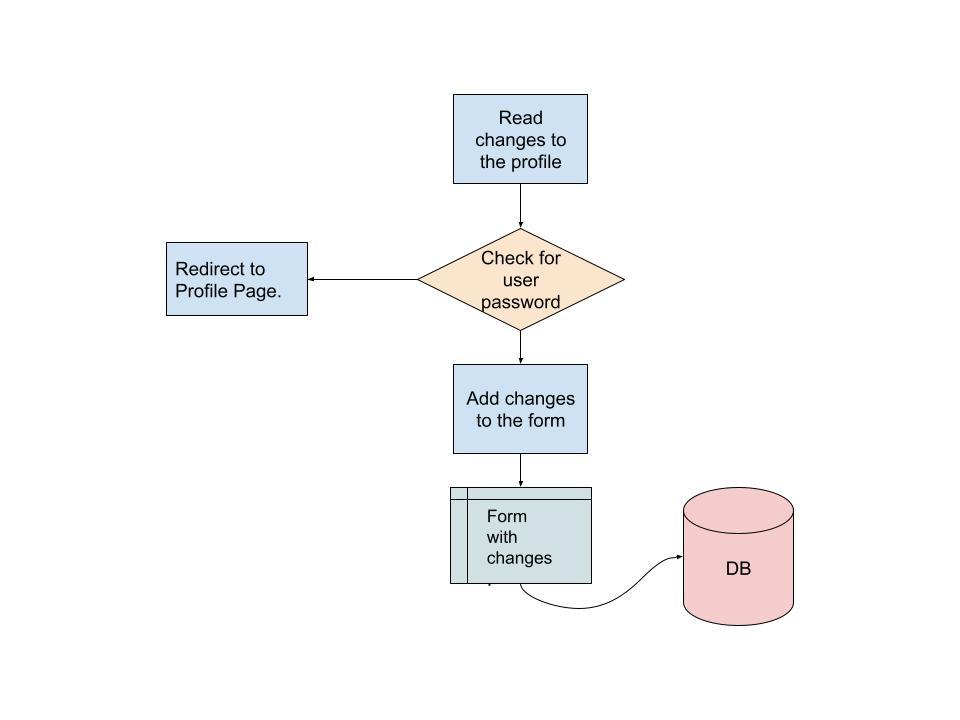 Read
changes to
the profile
Check for
user
password
Redirect to
Profile Page.
Add changes
to the form
Form
with
changes
DB